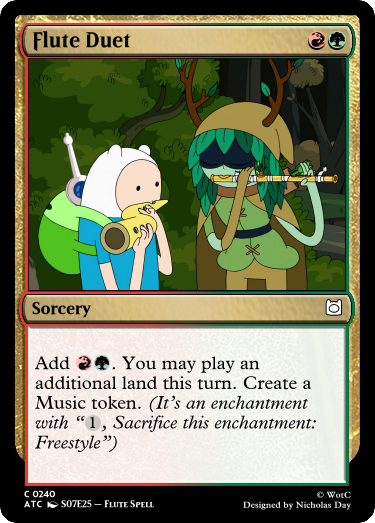 Flute Duet
Sorcery
Add . You may play an
additional land this turn. Create a
Music token. (It's an enchantment
with “1, Sacrifice this enchantment:
Freestyle”)
C 0240
ATC S07E25 – Flute Spell
© WotC
Designed by Nicholas Day